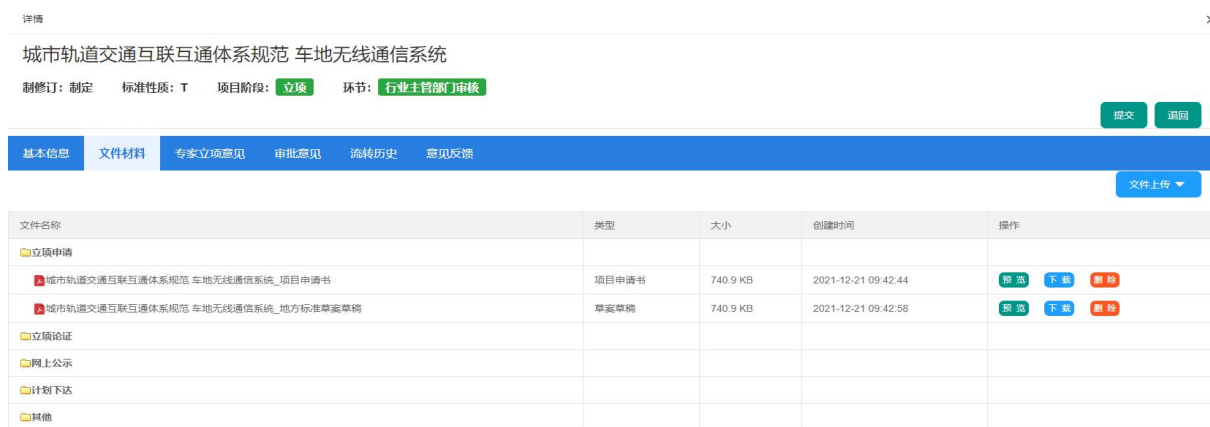 详情
城市轨道交通互联互通体系规范 车地无线通信系统
制修订：制定 标准性质：T 项目阶段：立项 环节：行业主管部门审核
提交 退回
基本信息 文件材料 专家立项意见 审批意见 流转历史 意见反馈
文件上传
文件名称 类型 大小 创建时间 操作
立项申请
城市轨道交通互联互通体系规范 车地无线通信系统_项目申请书 项目申请书 740.9 KB 2021-12-21 09:42:44 预览 下载 删除
城市轨道交通互联互通体系规范 车地无线通信系统_地方标准草案草稿 草案草稿 740.9 KB 2021-12-21 09:42:58 预览 下载 删除
立项论证
网上公示
计划下达
其他